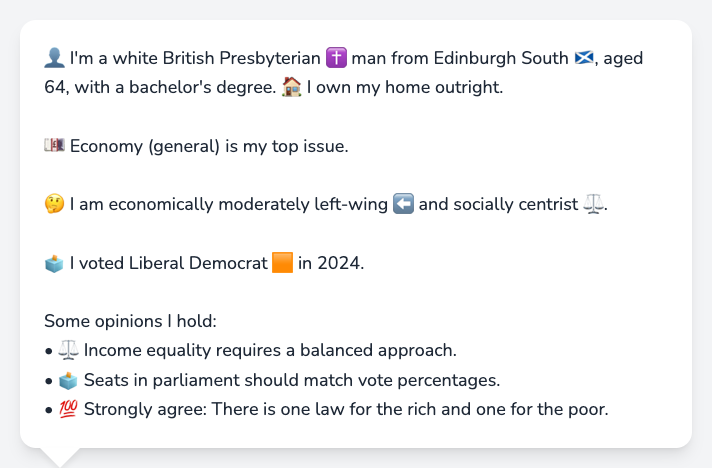 👤 I'm a white British Presbyterian ✝️ man from Edinburgh South 🏴󠁧󠁢󠁳󠁣󠁴󠁿, aged
64, with a bachelor's degree. 🏠 I own my home outright.
💷 Economy (general) is my top issue.
🤔 I am economically moderately left-wing ⬅️ and socially centrist ⚖️.
🗳️ I voted Liberal Democrat 🟧 in 2024.
Some opinions I hold:
• ⚖️ Income equality requires a balanced approach.
• 🗳️ Seats in parliament should match vote percentages.
• 💯 Strongly agree: There is one law for the rich and one for the poor.